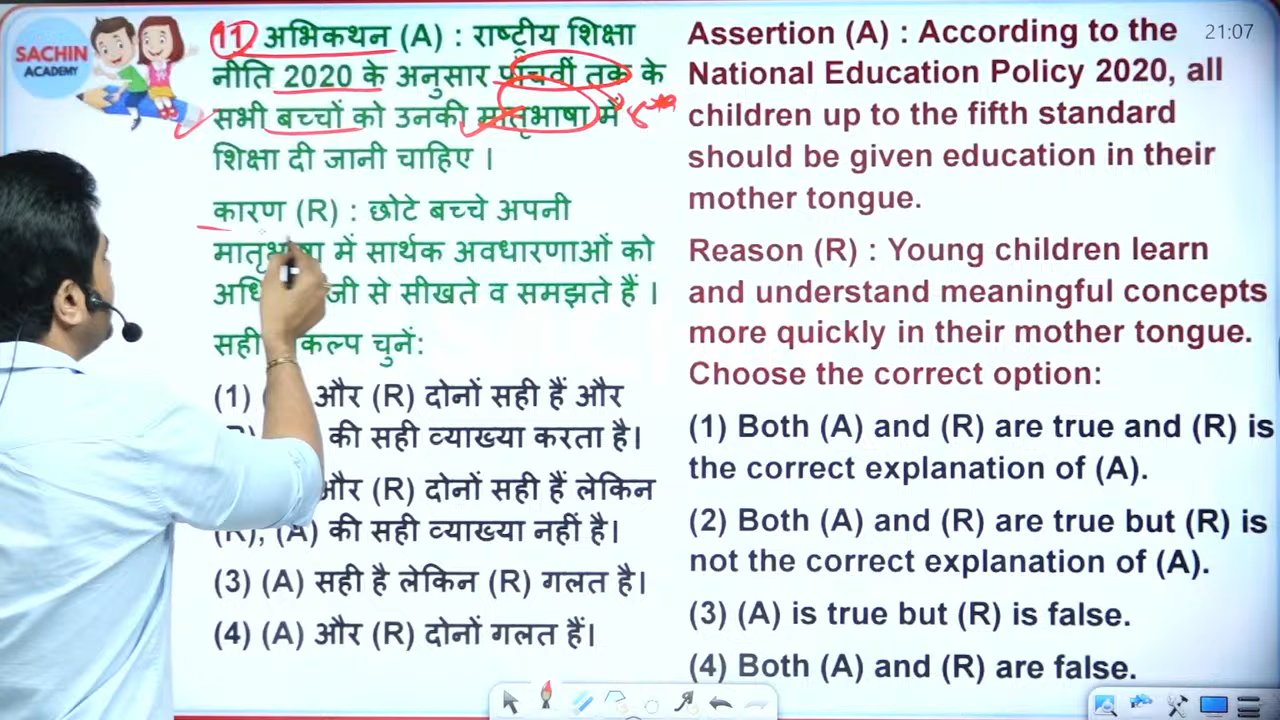 SACHIN
ACADEMY
11) अभिकथन (A) : राष्ट्रीय शिक्षा
नीति 2020 के अनुसार पाँचवीं तक के
सभी बच्चों को उनकी मातृभाषा में
शिक्षा दी जानी चाहिए ।
कारण (R) : छोटे बच्चे अपनी
मातृभाषा में सार्थक अवधारणाओं को
जी से सीखते व समझते हैं ।
सही चुनें:
(1) और (R) दोनों सही हैं और
की सही व्याख्या करता है।
और (R) दोनों सही हैं लेकिन
(R), (A) की सही व्याख्या नहीं है।
(3) (A) सही है लेकिन (R) गलत है।
(4) (A) और (R) दोनों गलत हैं।
Assertion (A) : According to the
National Education Policy 2020, all
children up to the fifth standard
should be given education in their
mother tongue.
Reason (R) : Young children learn
and understand meaningful concepts
more quickly in their mother tongue.
Choose the correct option:
(1) Both (A) and (R) are true and (R) is
the correct explanation of (A).
(2) Both (A) and (R) are true but (R) is
not the correct explanation of (A).
(3) (A) is true but (R) is false.
(4) Both (A) and (R) are false.
21:07